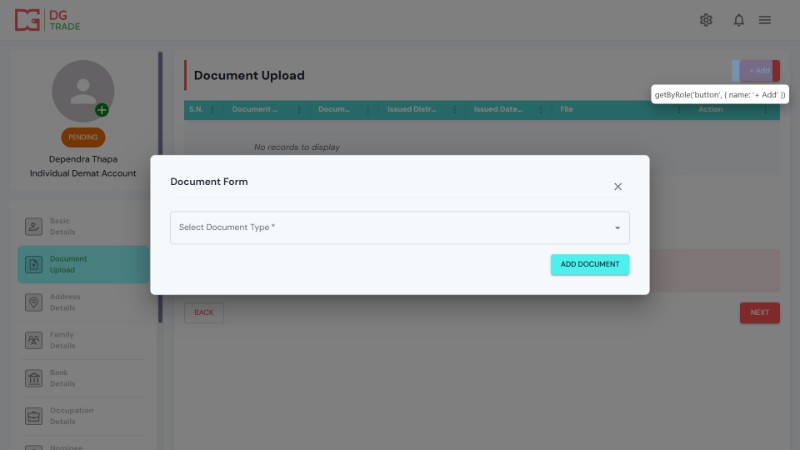 DG
TRADE
Document Upload
+ Add
getByRole('button', { name: '+ Add' })
S.N.
Document ...
Docum...
Issued Distr...
Issued Date...
File
Action
No records to display
PENDING
Dependra Thapa
Individual Demat Account
Document Form
Select Document Type *
ADD DOCUMENT
Basic
Details
Document
Upload
Address
Details
Family
Details
Bank
Details
Occupation
Details
Nominee
BACK
NEXT